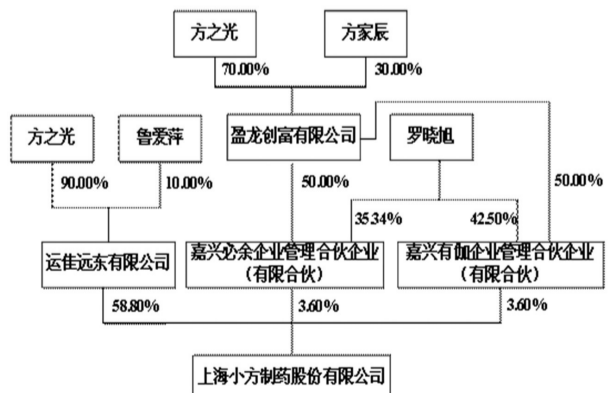 方之光
方家辰
70.00%
30.00%
方之光
鲁爱萍
盈龙创富有限公司
罗晓旭
90.00%
10.00%
50.00%
50.00%
35.34%
42.50%
运佳远东有限公司
嘉兴必余企业管理合伙企业
（有限合伙）
嘉兴有伽企业管理合伙企业
（有限合伙）
58.80%
3.60%
3.60%
上海小方制药股份有限公司